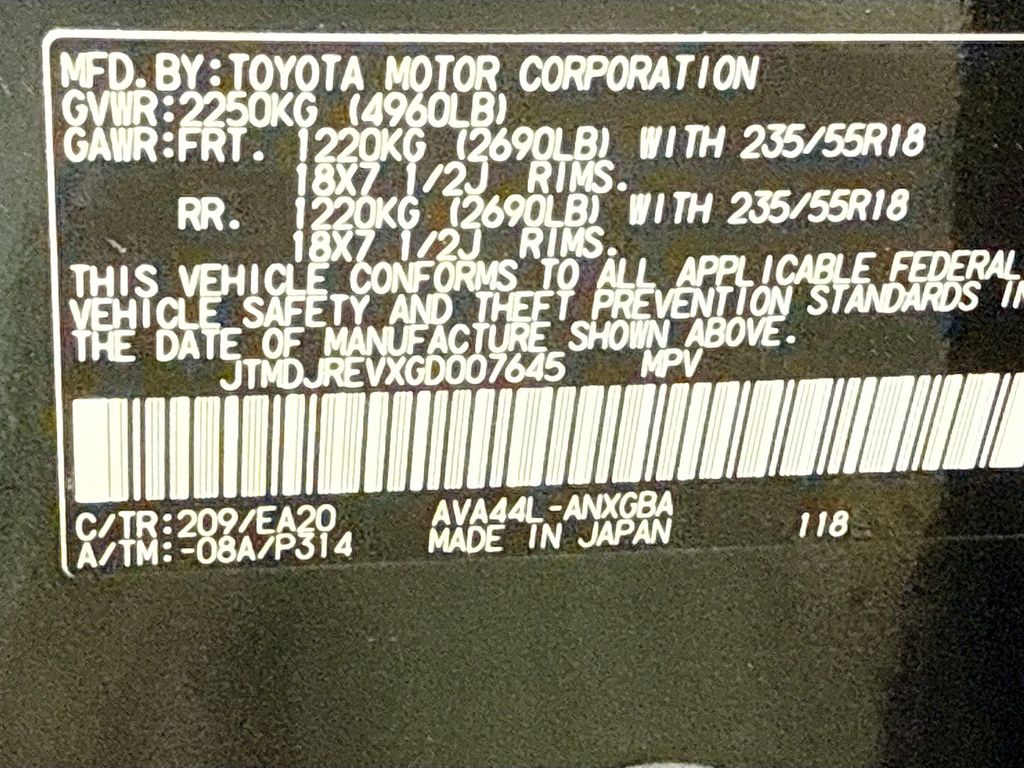 MFD. BY: TOYOTA MOTOR CORPORATION
GVWR: 2250KG (4960LB)
GAWR: FRT. 1220KG (2690LB) WITH 235/55R18
18X7 1/2J RIMS.
RR. 1220KG (2690LB) WITH 235/55R18
18X7 1/2J RIMS.
THIS VEHICLE CONFORMS TO ALL APPLICABLE FEDERAL
VEHICLE SAFETY AND THEFT PREVENTION STANDARDS IN
THE DATE OF MANUFACTURE SHOWN ABOVE.
JTMDJREVXGD007645 MPV
C/TR: 209/EA20 AVA44L-ANXGBA 118
A/TM: -08A/P314 MADE IN JAPAN